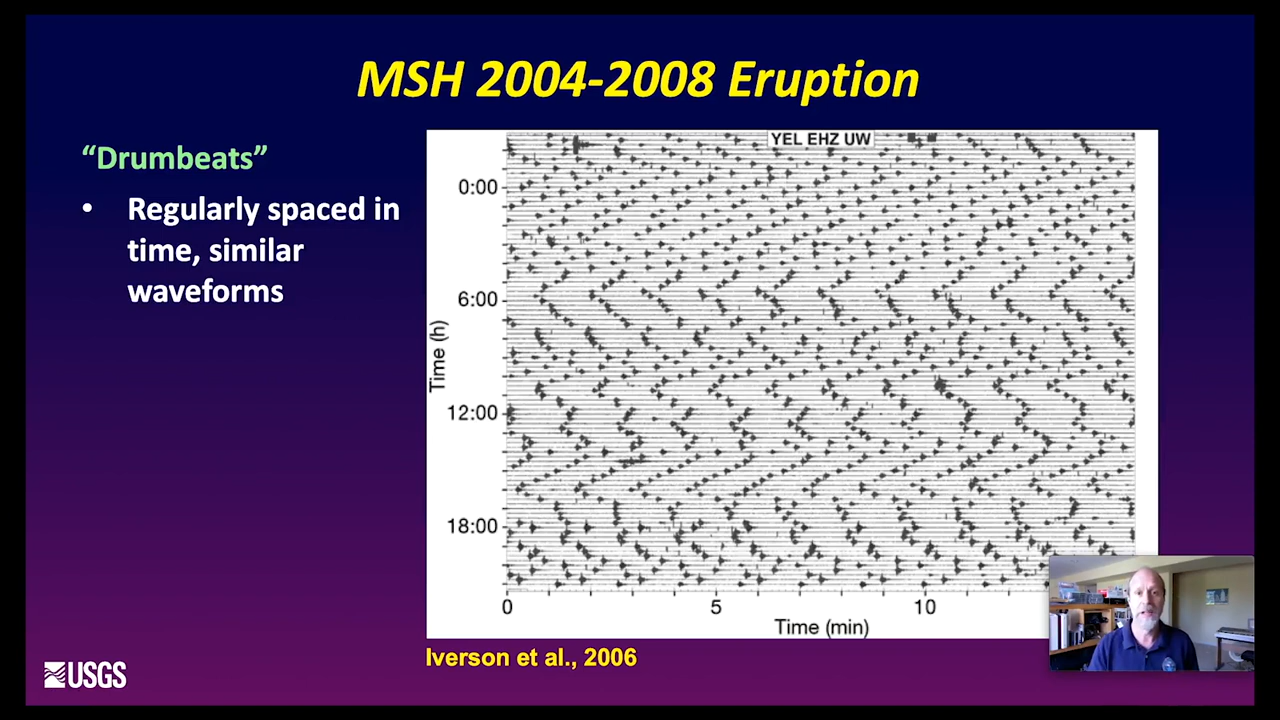 MSH 2004-2008 Eruption
“Drumbeats”
• Regularly spaced in
time, similar
waveforms
YEL EHZ UW
0:00
6:00
12:00
18:00
Time (h)
0
5
10
Time (min)
Iverson et al., 2006
USGS